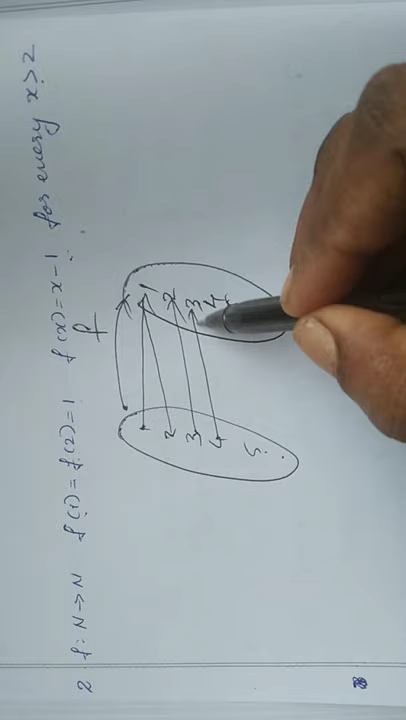 2. f: N → N f(1) = f(2) = 1 f(x) = x - 1 for every x > 2
f
1 1
2 2
3 3
4 4
5